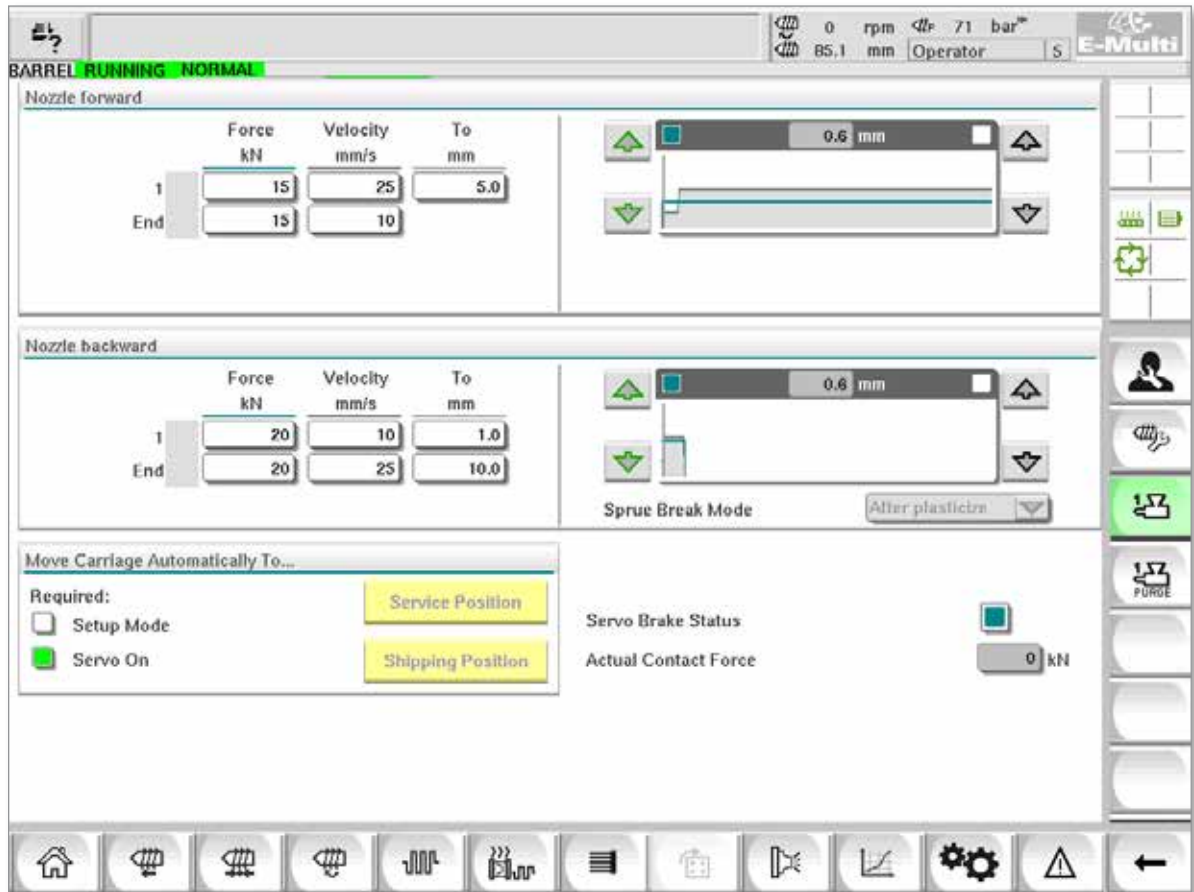 0 rpm 71 bar
85.1 mm Operator S
E-Multi
BARREL RUNNING NORMAL
Nozzle forward
Force Velocity To
kN mm/s mm
0.6 mm
1 15 25 5.0
End 15 10
Nozzle backward
Force Velocity To
kN mm/s mm
0.6 mm
1 20 10 1.0
End 20 25 10.0
Sprue Break Mode After plasticize
Move Carriage Automatically To...
Required:
Setup Mode
Servo On
Service Position
Shipping Position
Servo Brake Status
Actual Contact Force 0 kN
1
1
PURGE